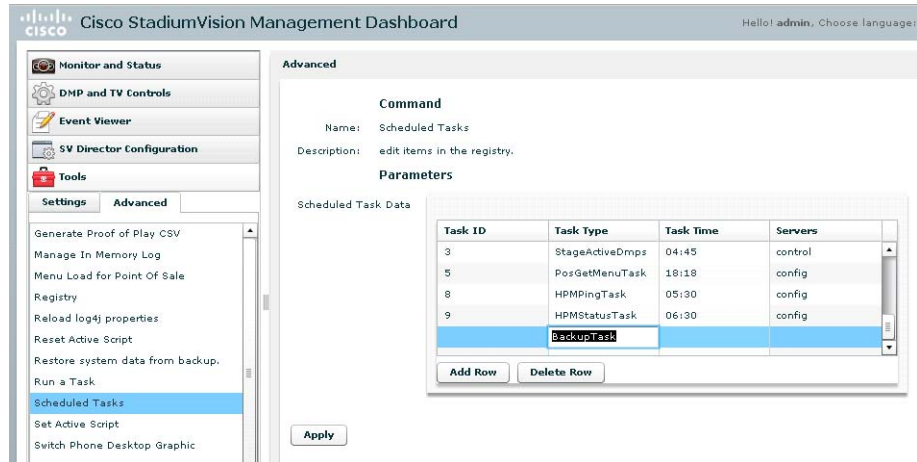 CISCO
Cisco StadiumVision Management Dashboard
Hello! admin, Choose language:
Monitor and Status
DMP and TV Controls
Event Viewer
SV Director Configuration
Tools
Settings Advanced
Generate Proof of Play CSV
Manage In Memory Log
Menu Load for Point Of Sale
Registry
Reload log4j properties
Reset Active Script
Restore system data from backup.
Run a Task
Scheduled Tasks
Set Active Script
Switch Phone Desktop Graphic
Advanced
Command
Name: Scheduled Tasks
Description: edit items in the registry.
Parameters
Scheduled Task Data
Task ID Task Type Task Time Servers
3 StageActiveDmps 04:45 control
5 PosGetMenuTask 18:18 config
8 HPMPingTask 05:30 config
9 HPMStatusTask 06:30 config
BackupTask
Add Row Delete Row
Apply